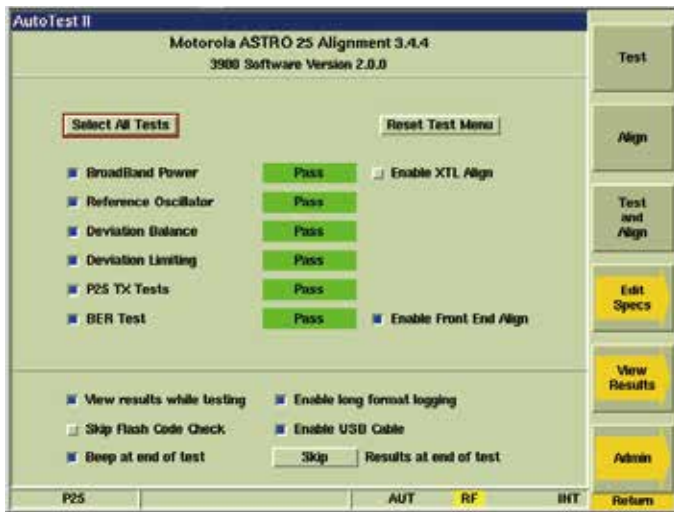 AutoTest II
Motorola ASTRO 25 Alignment 3.4.4
3900 Software Version 2.0.0
Select All Tests
Reset Test Menu
BroadBand Power Pass Enable XTL Align
Reference Oscillator Pass
Deviation Balance Pass
Deviation Limiting Pass
P25 TX Tests Pass
BER Test Pass Enable Front End Align
View results while testing Enable long format logging
Skip Flash Code Check Enable USB Cable
Beep at end of test Skip Results at end of test
P25 AUT RF INT
Test
Align
Test
and
Align
Edit
Specs
View
Results
Admin
Return